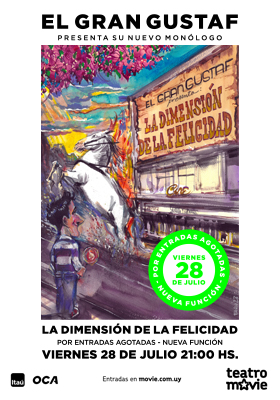 EL GRAN GUSTAF
PRESENTA SU NUEVO MONÓLOGO
EL GRAN GUSTAF
presenta:
LA DIMENSIÓN
DE LA FELICIDAD
POR ENTRADAS AGOTADAS
VIERNES
28
DE JULIO
NUEVA FUNCIÓN
LA DIMENSIÓN DE LA FELICIDAD
POR ENTRADAS AGOTADAS - NUEVA FUNCIÓN
VIERNES 28 DE JULIO 21:00 HS.
Itaú
OCA
Entradas en movie.com.uy
teatro
movie